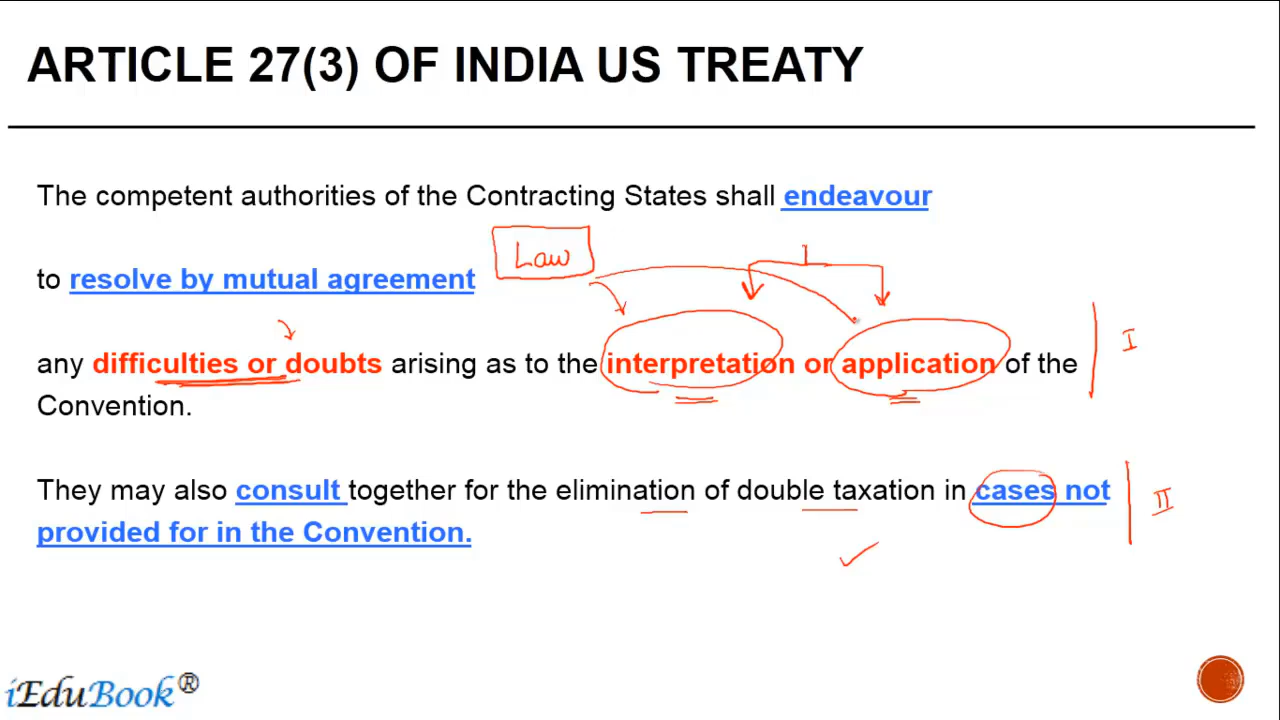 ARTICLE 27(3) OF INDIA US TREATY
The competent authorities of the Contracting States shall endeavour
Law
to resolve by mutual agreement
any difficulties or doubts arising as to the interpretation or application of the
I
Convention.
They may also consult together for the elimination of double taxation in cases not
II
provided for in the Convention.
iEduBook®